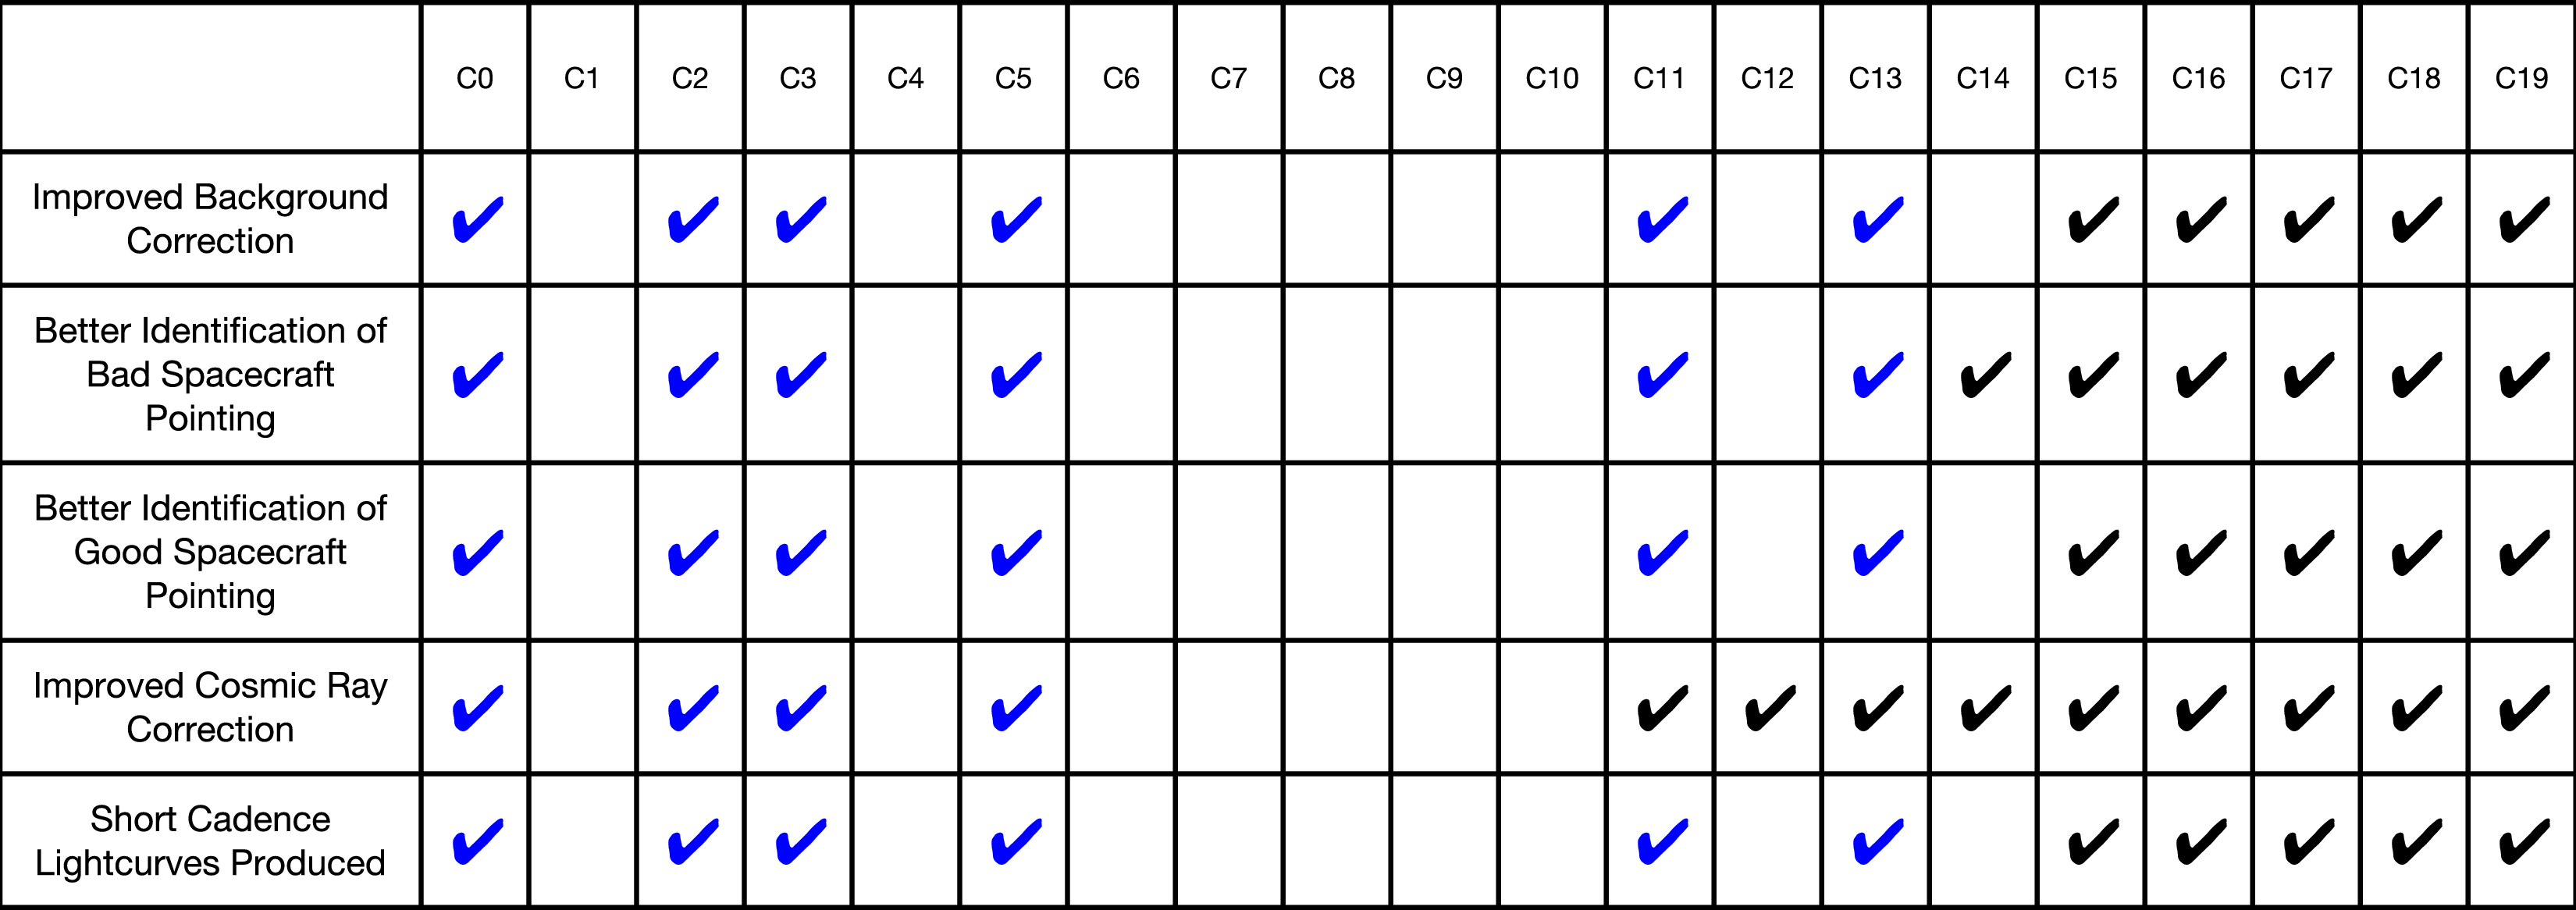 C0 C1 C2 C3 C4 C5 C6 C7 C8 C9 C10 C11 C12 C13 C14 C15 C16 C17 C18 C19
Improved Background
Correction
✔ ✔ ✔ ✔ ✔ ✔ ✔ ✔ ✔ ✔ ✔
Better Identification of
Bad Spacecraft
Pointing
✔ ✔ ✔ ✔ ✔ ✔ ✔ ✔ ✔ ✔ ✔ ✔
Better Identification of
Good Spacecraft
Pointing
✔ ✔ ✔ ✔ ✔ ✔ ✔ ✔ ✔ ✔ ✔
Improved Cosmic Ray
Correction
✔ ✔ ✔ ✔ ✔ ✔ ✔ ✔ ✔ ✔ ✔ ✔ ✔
Short Cadence
Lightcurves Produced
✔ ✔ ✔ ✔ ✔ ✔ ✔ ✔ ✔ ✔ ✔